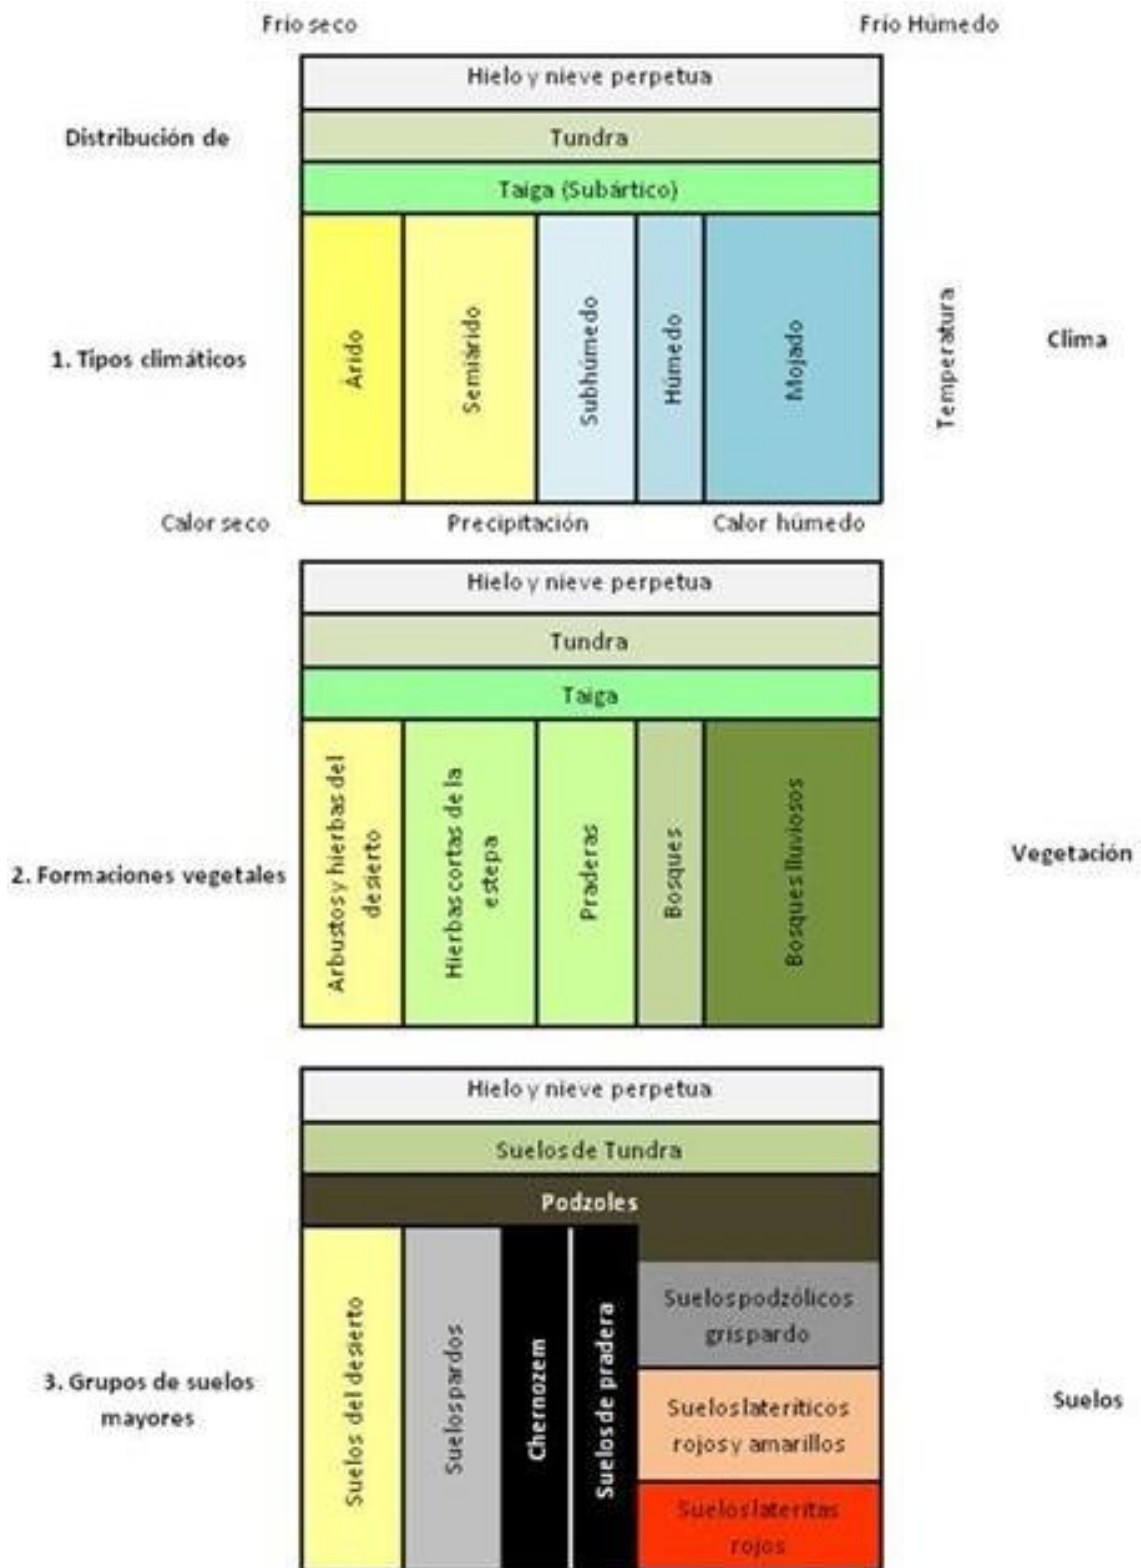 Frío seco
Frío Húmedo
Hielo y nieve perpetua
Distribución de
Tundra
Taiga (Subártico)
1. Tipos climáticos
Árido
Semiárido
Subhúmedo
Húmedo
Mojado
Temperatura
Clima
Calor seco
Precipitación
Calor húmedo
Hielo y nieve perpetua
Tundra
Taiga
2. Formaciones vegetales
Arbustos y hierbas del
desierto
Hierbas cortas de la
estepa
Praderas
Bosques
Bosques lluviosos
Vegetación
Hielo y nieve perpetua
Suelos de Tundra
Podzoles
3. Grupos de suelos
mayores
Suelos del desierto
Suelos pardos
Chernozem
Suelos de pradera
Suelos podzólicos
gris pardo
Suelos lateríticos
rojos y amarillos
Suelos lateritas
rojos
Suelos